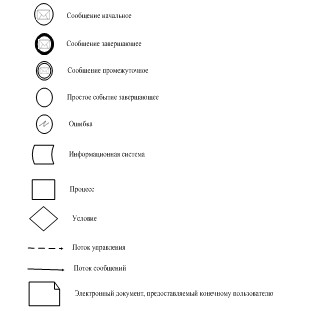 Сообщение начальное
Сообщение завершающее
Сообщение промежуточное
Простое событие завершающее
Ошибка
Информационная система
Процесс
Условие
Поток управления
Поток сообщений
Электронный документ, предоставляемый конечному пользователю